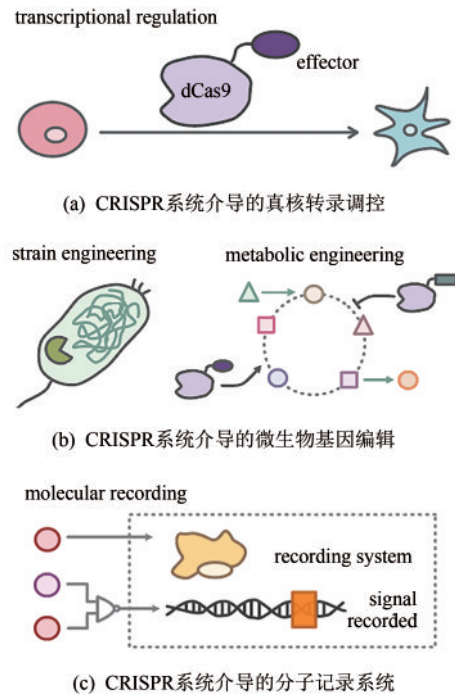 transcriptional regulation
effector
dCas9
(a) CRISPR系统介导的真核转录调控
strain engineering
metabolic engineering
(b) CRISPR系统介导的微生物基因编辑
molecular recording
recording system
signal
recorded
(c) CRISPR系统介导的分子记录系统